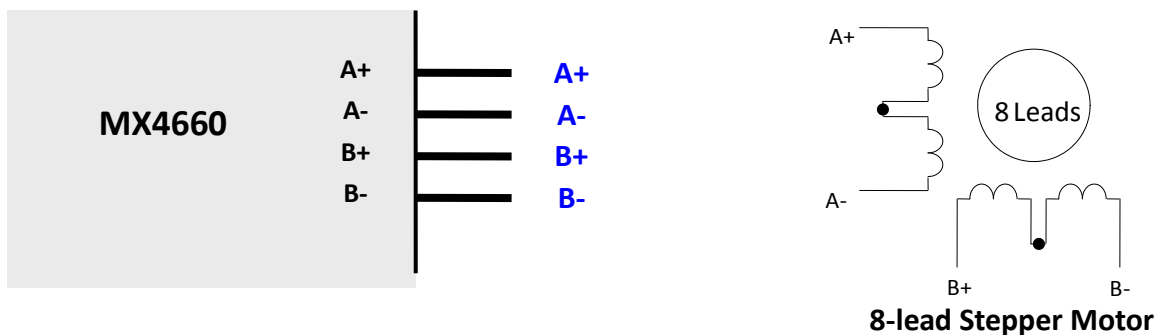 MX4660
A+
A-
B+
B-
A+
A-
B+
B-
A+
8 Leads
A-
B+
B-
8-lead Stepper Motor